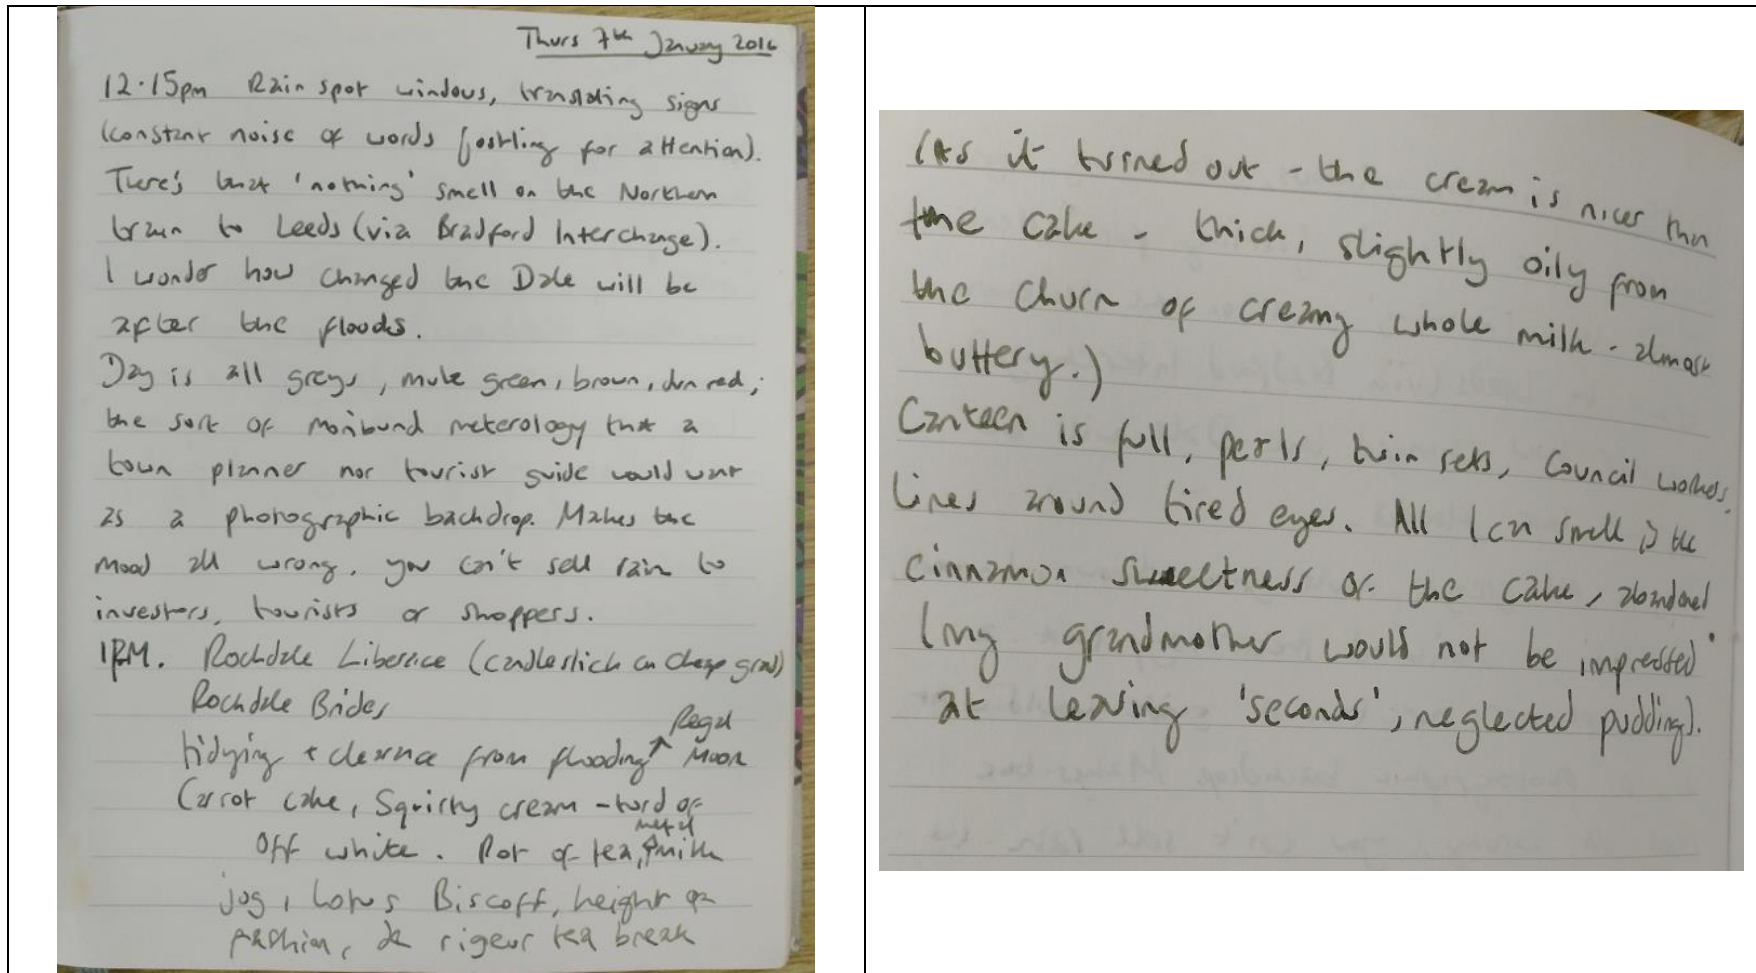 Thurs 7th January 2016
12.15pm Rain spot windows, translating signs
(constant noise of words jostling for attention).
There's that 'nothing' smell on the Northern
train to Leeds (via Bradford Interchange).
I wonder how changed the Dale will be
after the floods.
Day is all greys, mute green, brown, dun red;
the sort of moribund meterology that a
town planner nor tourist guide would want
as a photographic backdrop. Makes the
mood all wrong, you can't sell rain to
investors, tourists or shoppers.
1PM. Rochdale Liberace (candlestick on cheap grad)
Rochdale Brides
Regal
tidying + clearnce from flooding ↑ Moon
Carrot cake, Squirty cream - turd of
metal
off white. Pot of tea, milk
jug, Lotus Biscoff, height of
fashion, de rigeur tea break
(As it turned out - the cream is nicer than
the cake - thick, slightly oily from
the churn of creamy whole milk - almost
buttery.)
Canteen is full, perls, twin sets, Council workers,
lines around tired eyes. All I can smell is the
cinnamon sweetness of the cake, abandoned
(my grandmother would not be impressed
at leaving 'seconds', neglected pudding).